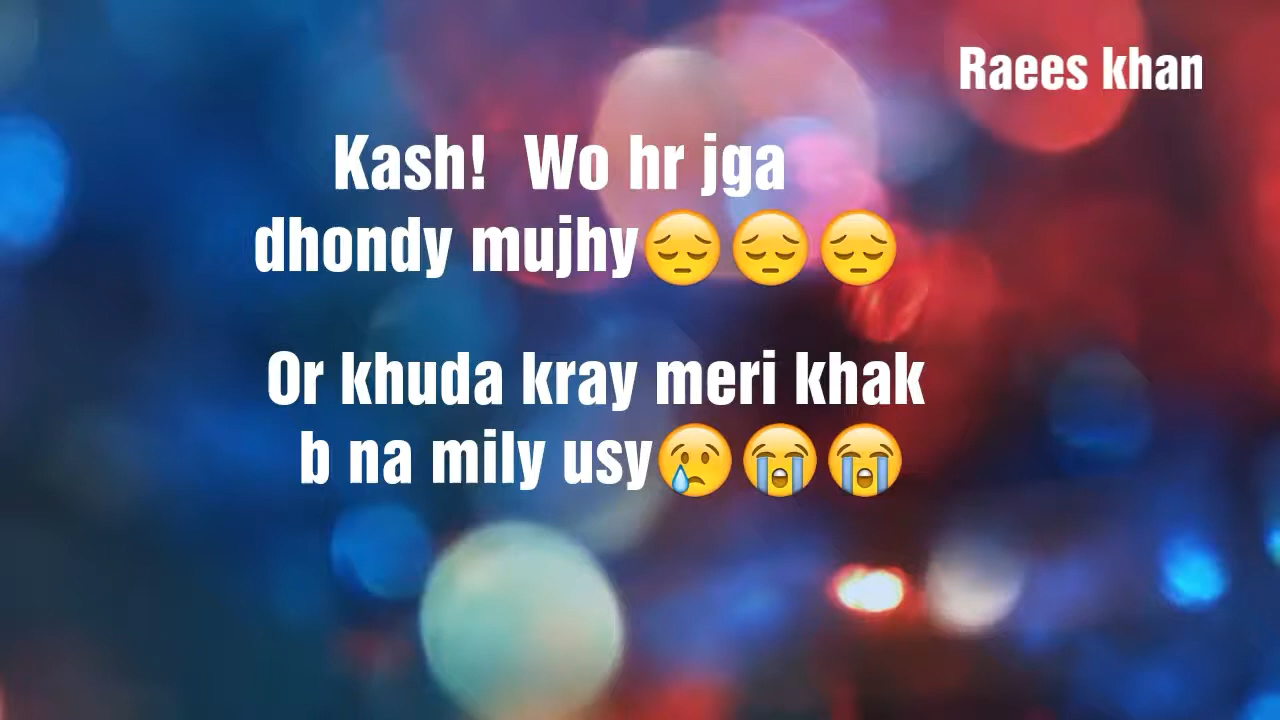 Raees khan
Kash! Wo hr jga
dhondy mujhy😔😔😔
Or khuda kray meri khak
b na mily usy😢😭😭